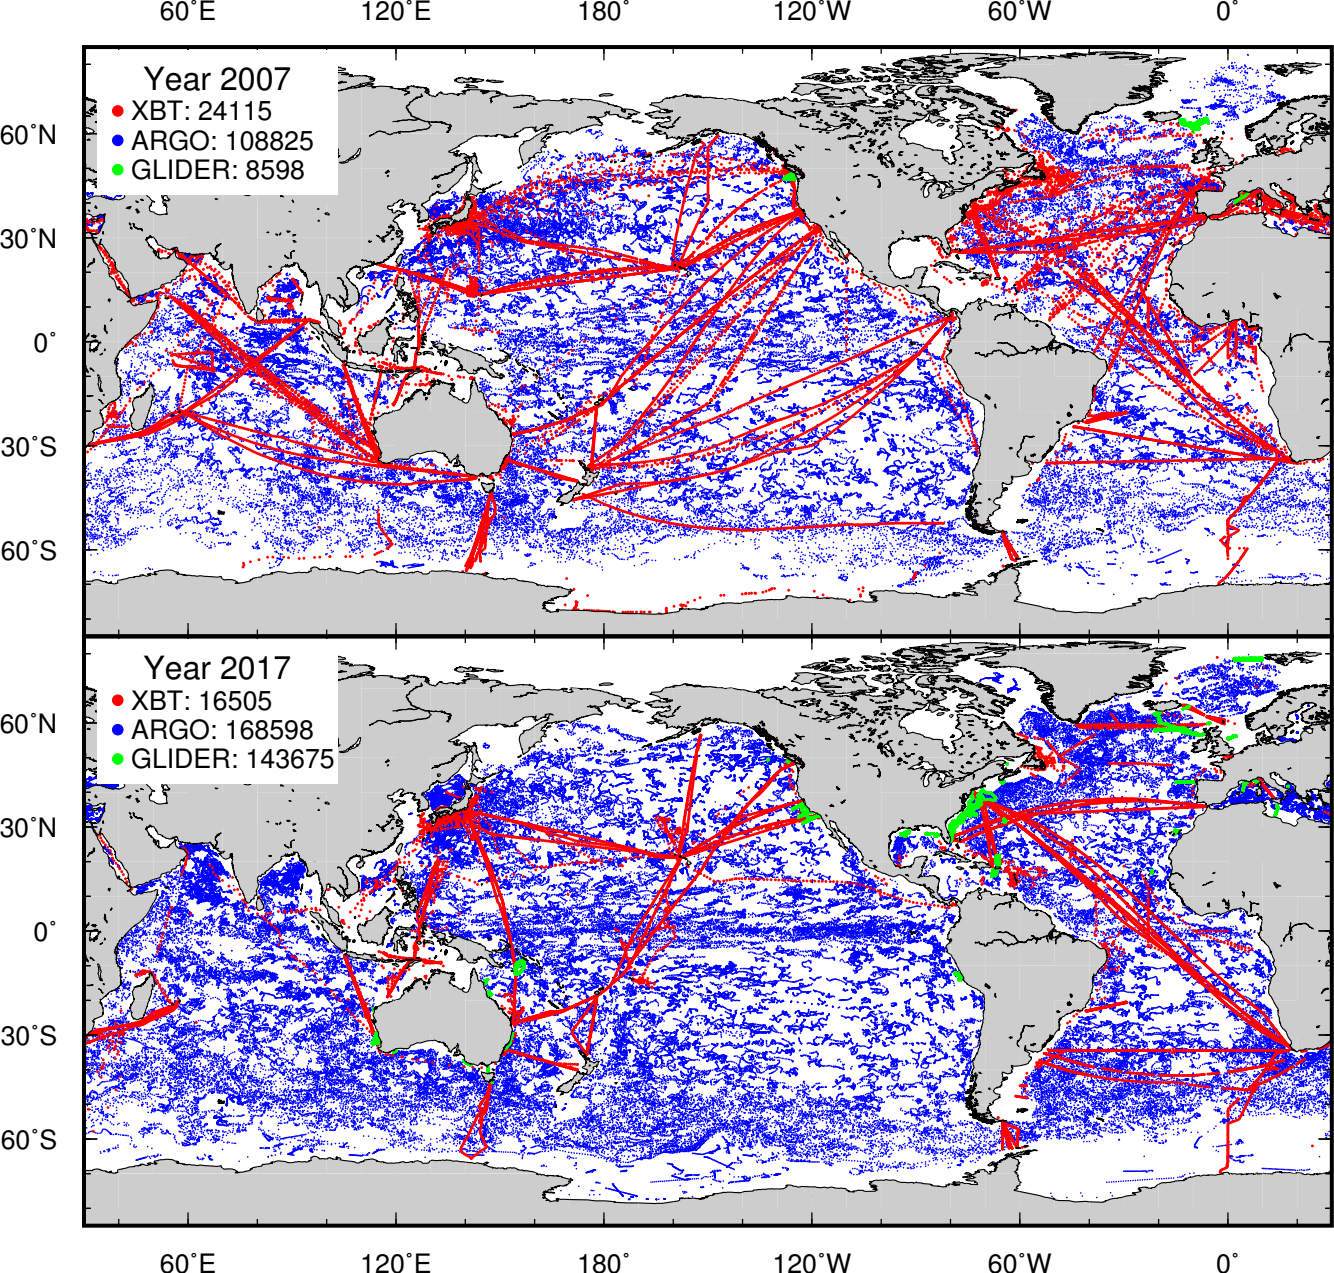 60˚E 120˚E 180˚ 120˚W 60˚W 0˚
Year 2007
XBT: 24115
ARGO: 108825
GLIDER: 8598
60˚N
30˚N
0˚
30˚S
60˚S
Year 2017
XBT: 16505
ARGO: 168598
GLIDER: 143675
60˚N
30˚N
0˚
30˚S
60˚S
60˚E 120˚E 180˚ 120˚W 60˚W 0˚